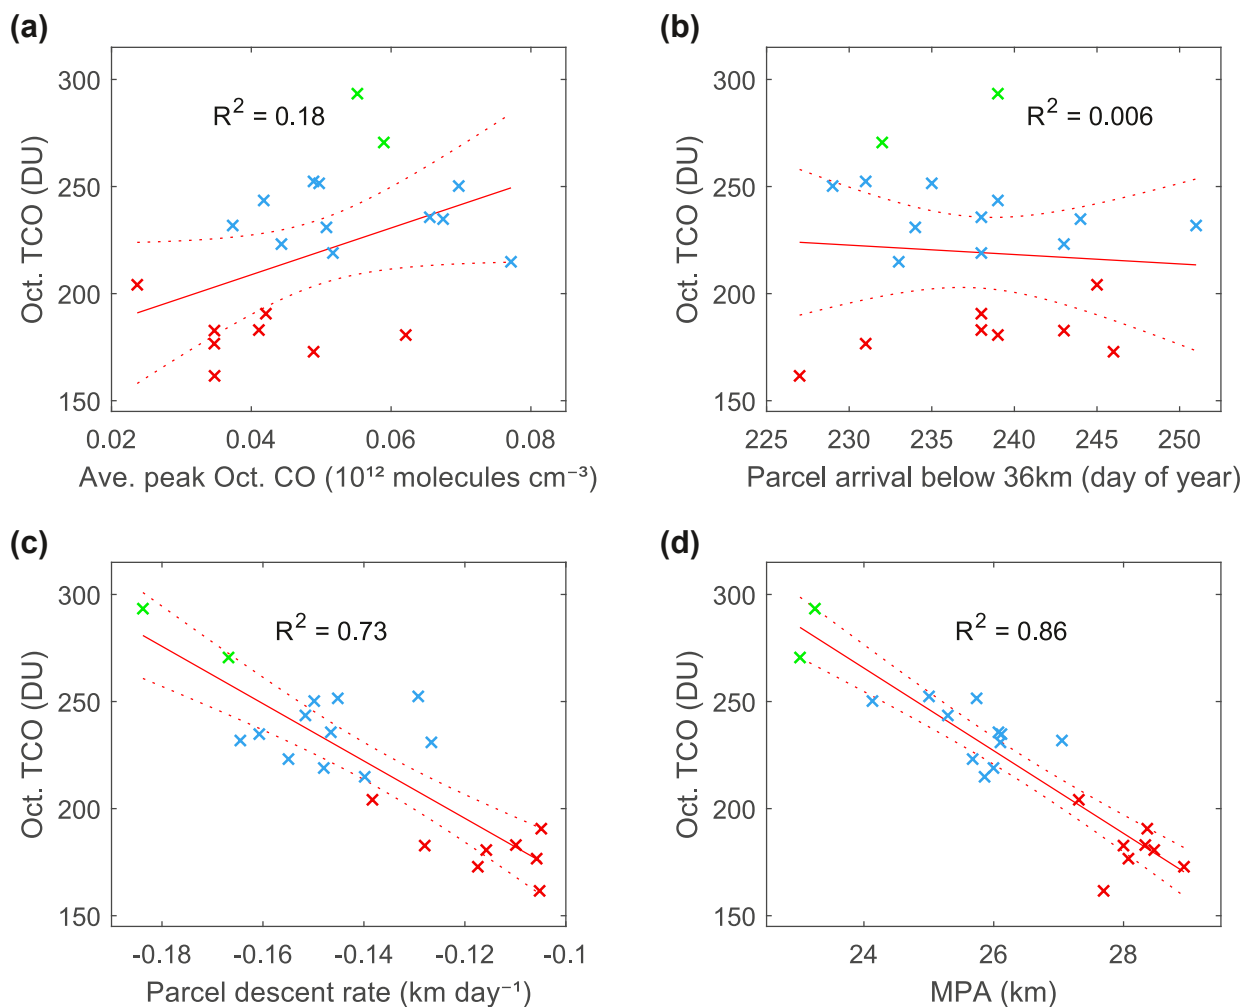 (a)
300
250
200
150
Oct. TCO (DU)
R² = 0.18
0.02 0.04 0.06 0.08
Ave. peak Oct. CO (10¹² molecules cm⁻³)
(b)
300
250
200
150
Oct. TCO (DU)
R² = 0.006
225 230 235 240 245 250
Parcel arrival below 36km (day of year)
(c)
300
250
200
150
Oct. TCO (DU)
R² = 0.73
-0.18 -0.16 -0.14 -0.12 -0.1
Parcel descent rate (km day⁻¹)
(d)
300
250
200
150
Oct. TCO (DU)
R² = 0.86
24 26 28
MPA (km)